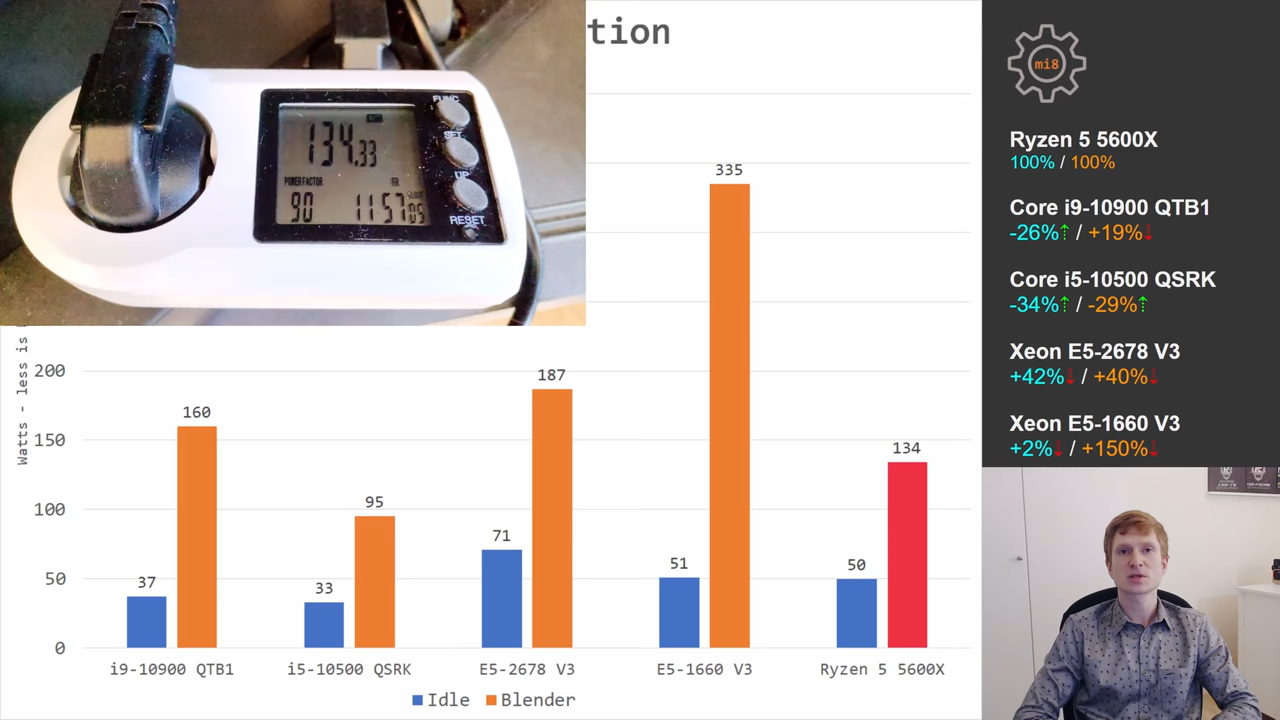 tion
134.33
POWER FACTOR
90
11 57 05
FUNC
SET
UP
RESET
Watts - less is
200
150
100
50
0
160
37
95
33
187
71
335
51
134
50
i9-10900 QTB1
i5-10500 QSRK
E5-2678 V3
E5-1660 V3
Ryzen 5 5600X
Idle
Blender
mi8
Ryzen 5 5600X
100% / 100%
Core i9-10900 QTB1
-26%↑ / +19%↓
Core i5-10500 QSRK
-34%↑ / -29%↑
Xeon E5-2678 V3
+42%↓ / +40%↓
Xeon E5-1660 V3
+2%↓ / +150%↓